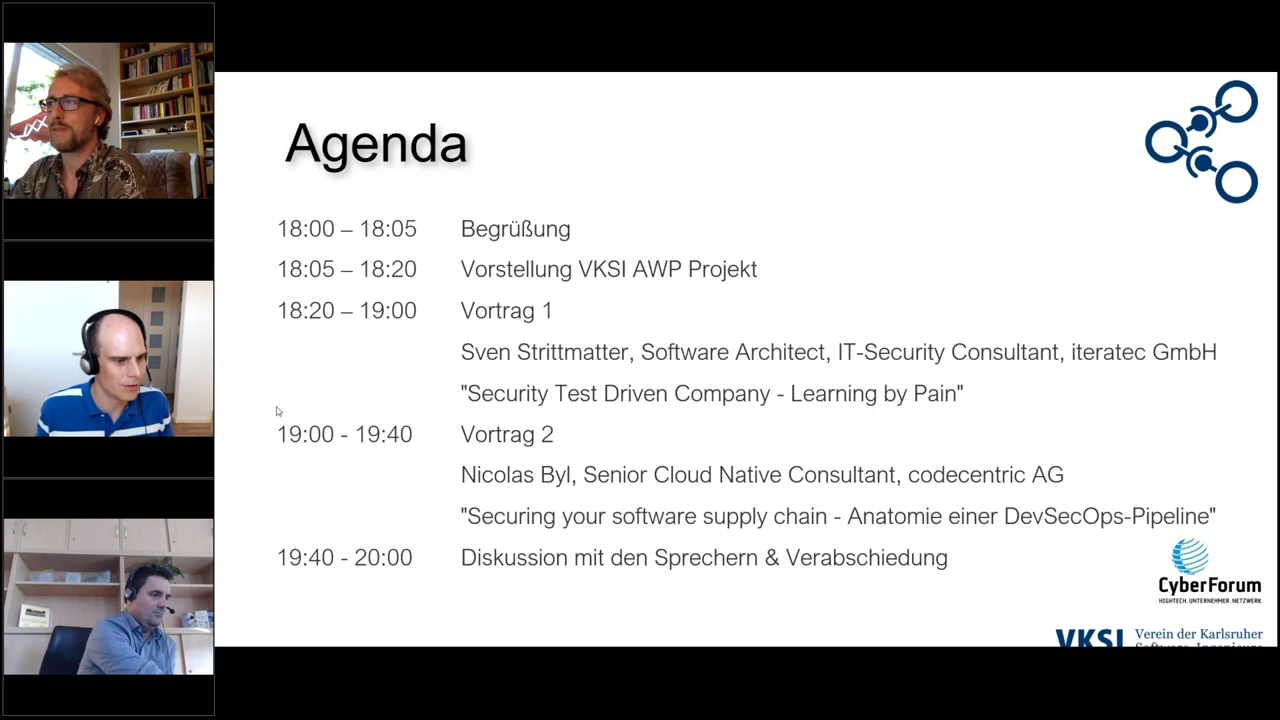 Agenda
18:00 – 18:05 Begrüßung
18:05 – 18:20 Vorstellung VKSI AWP Projekt
18:20 – 19:00 Vortrag 1
Sven Strittmatter, Software Architect, IT-Security Consultant, iteratec GmbH
"Security Test Driven Company - Learning by Pain"
19:00 - 19:40 Vortrag 2
Nicolas Byl, Senior Cloud Native Consultant, codecentric AG
"Securing your software supply chain - Anatomie einer DevSecOps-Pipeline"
19:40 - 20:00 Diskussion mit den Sprechern & Verabschiedung
CyberForum
HIGHTECH. UNTERNEHMER. NETZWERK.
VKSI Verein der Karlsruher
Software-Ingenieure
Microsoft